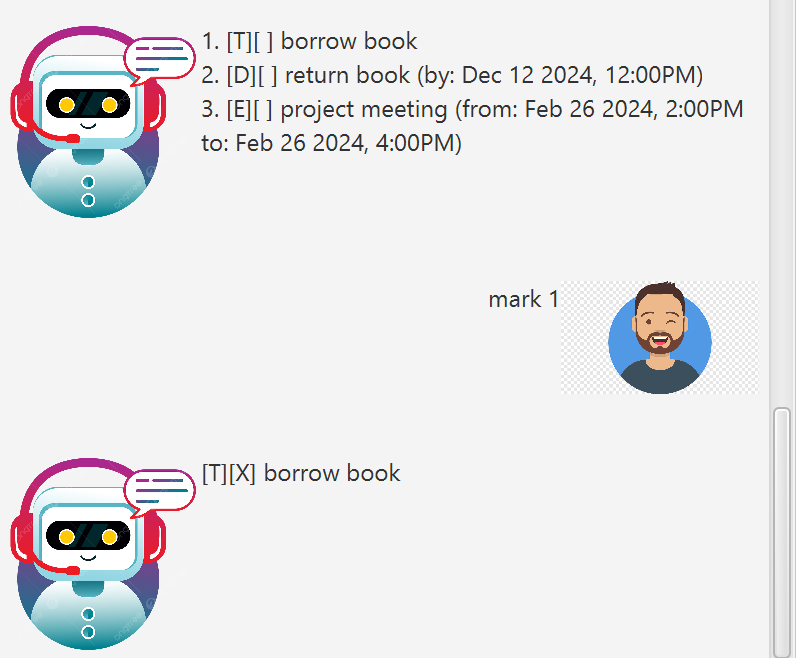 1. [T][ ] borrow book
2. [D][ ] return book (by: Dec 12 2024, 12:00PM)
3. [E][ ] project meeting (from: Feb 26 2024, 2:00PM
to: Feb 26 2024, 4:00PM)
mark 1
[T][X] borrow book